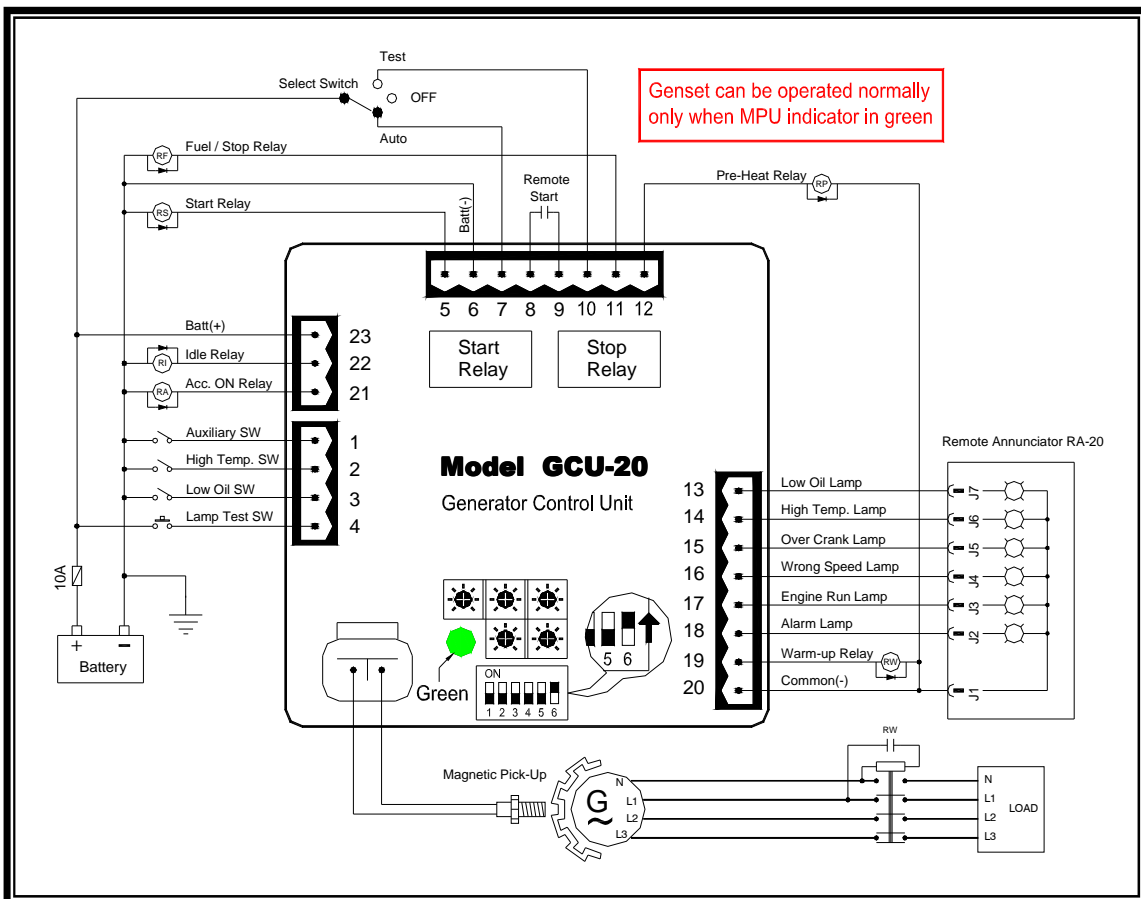 Test
Select Switch
OFF
Auto
Genset can be operated normally
only when MPU indicator in green
RF
Fuel / Stop Relay
RS
Start Relay
Batt(-)
Remote
Start
Pre-Heat Relay
RP
5 6 7 8 9 10 11 12
Start
Relay
Stop
Relay
Batt(+)
23
RI
Idle Relay
22
RA
Acc. ON Relay
21
Auxiliary SW
1
High Temp. SW
2
Low Oil SW
3
Lamp Test SW
4
10A
+ −
Battery
Model GCU-20
Generator Control Unit
Green
ON
1 2 3 4 5 6
5 6
Remote Annunciator RA-20
13
Low Oil Lamp
J7
14
High Temp. Lamp
J6
15
Over Crank Lamp
J5
16
Wrong Speed Lamp
J4
17
Engine Run Lamp
J3
18
Alarm Lamp
J2
19
Warm-up Relay
RW
20
Common(-)
J1
Magnetic Pick-Up
G
~
N
L1
L2
L3
RW
N
L1
L2
L3
LOAD